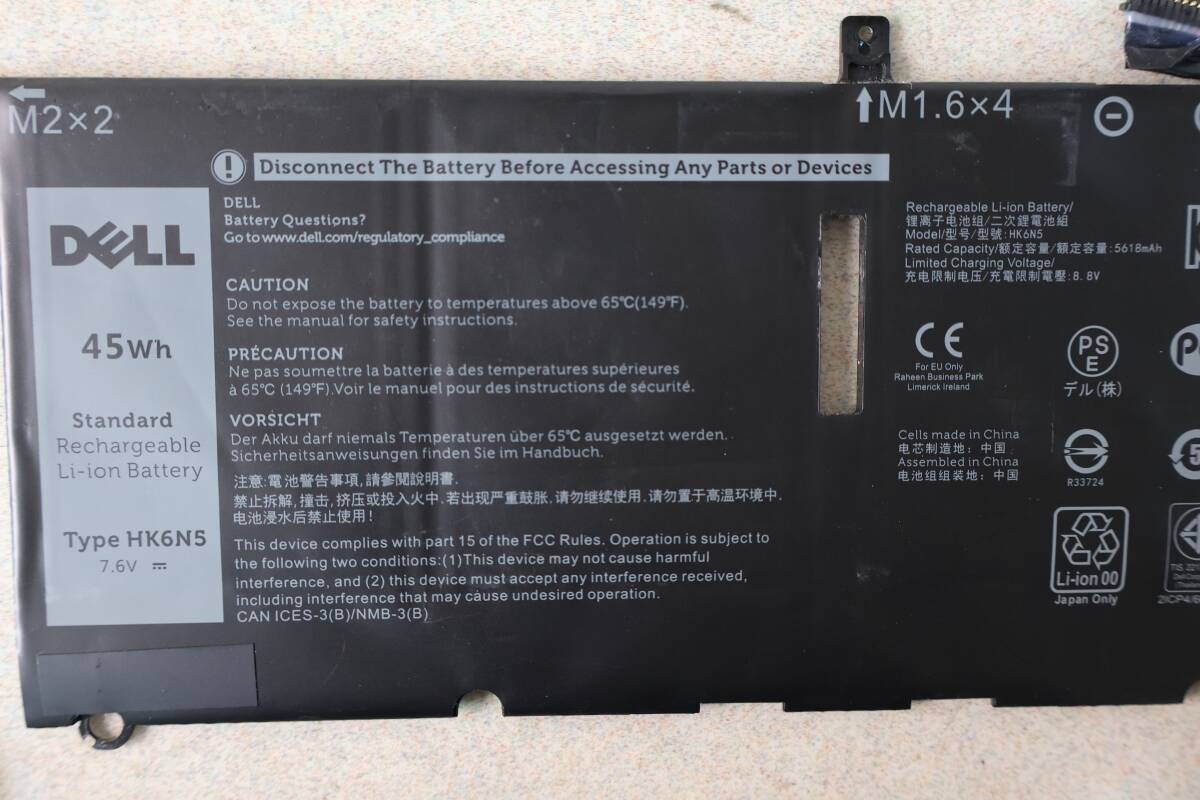 M2×2
M1.6×4
Disconnect The Battery Before Accessing Any Parts or Devices
DELL
45Wh
Standard
Rechargeable
Li-ion Battery
Type HK6N5
7.6V
DELL
Battery Questions?
Go to www.dell.com/regulatory_compliance
CAUTION
Do not expose the battery to temperatures above 65℃(149℉).
See the manual for safety instructions.
PRÉCAUTION
Ne pas soumettre la batterie à des temperatures supérieures
à 65℃ (149℉).Voir le manuel pour des instructions de sécurité.
VORSICHT
Der Akku darf niemals Temperaturen über 65℃ ausgesetzt werden.
Sicherheitsanweisungen finden Sie im Handbuch.
注意:電池警告事項,請參閱說明書.
禁止拆解,撞击,挤压或投入火中.若出现严重鼓胀,请勿继续使用.请勿置于高温环境中.
电池浸水后禁止使用!
This device complies with part 15 of the FCC Rules. Operation is subject to
the following two conditions:(1)This device may not cause harmful
interference, and (2) this device must accept any interference received,
including interference that may cause undesired operation.
CAN ICES-3(B)/NMB-3(B)
Rechargeable Li-ion Battery/
锂离子电池组/二次鋰電池組
Model/型号/型號:HK6N5
Rated Capacity/额定容量/額定容量:5618mAh
Limited Charging Voltage/
充电限制电压/充電限制電壓:8.8V
CE
For EU Only
Raheen Business Park
Limerick Ireland
PS
E
デル(株)
Cells made in China
电芯制造地：中国
Assembled in China
电池组组装地：中国
R33724
5
Li-ion 00
Japan Only